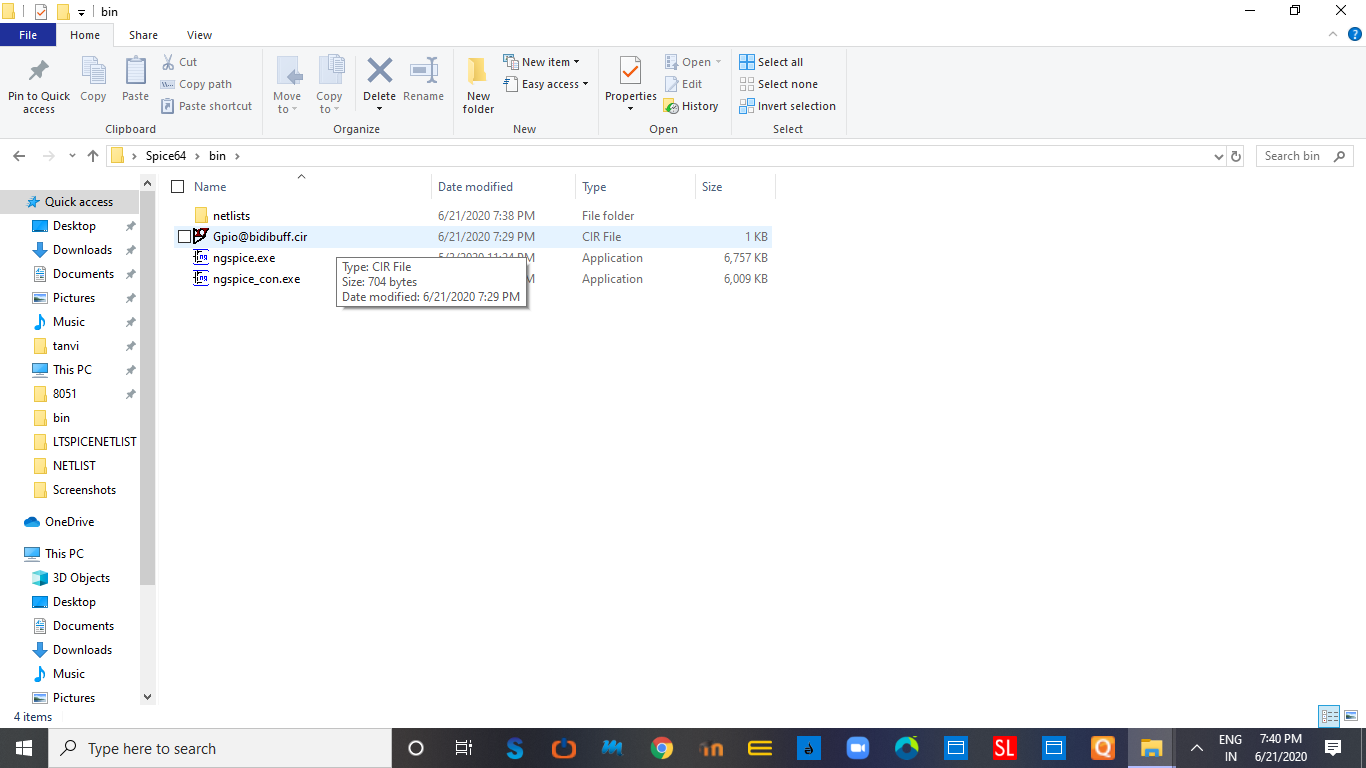 bin
File Home Share View
Pin to Quick access
Copy
Paste
Cut
Copy path
Paste shortcut
Clipboard
Move to
Copy to
Delete
Rename
Organize
New folder
New item
Easy access
New
Properties
Open
Edit
History
Open
Select all
Select none
Invert selection
Select
Spice64 › bin ›
Search bin
Quick access
Desktop
Downloads
Documents
Pictures
Music
tanvi
This PC
8051
bin
LTSPICENETLIST
NETLIST
Screenshots
OneDrive
This PC
3D Objects
Desktop
Documents
Downloads
Music
Pictures
Name Date modified Type Size
netlists 6/21/2020 7:38 PM File folder
Gpio@bidibuff.cir 6/21/2020 7:29 PM CIR File 1 KB
ngspice.exe Application 6,757 KB
ngspice_con.exe M Application 6,009 KB
Type: CIR File
Size: 704 bytes
Date modified: 6/21/2020 7:29 PM
4 items
Type here to search
S
in
SL
Q
ENG
IN
7:40 PM
6/21/2020